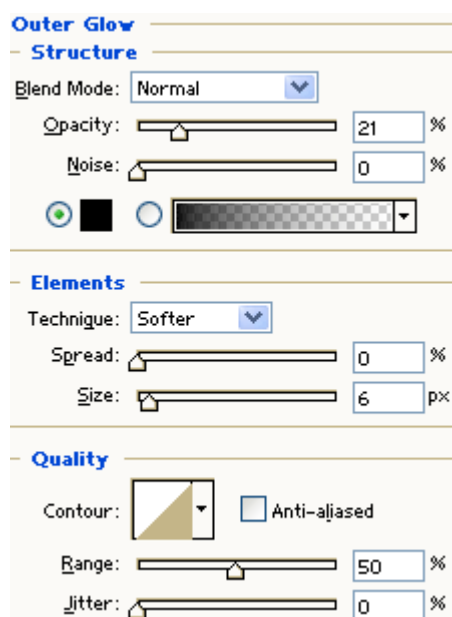 Outer Glow
Structure
Blend Mode: Normal
Opacity: 21 %
Noise: 0 %
Elements
Technique: Softer
Spread: 0 %
Size: 6 px
Quality
Contour: Anti-aliased
Range: 50 %
Jitter: 0 %